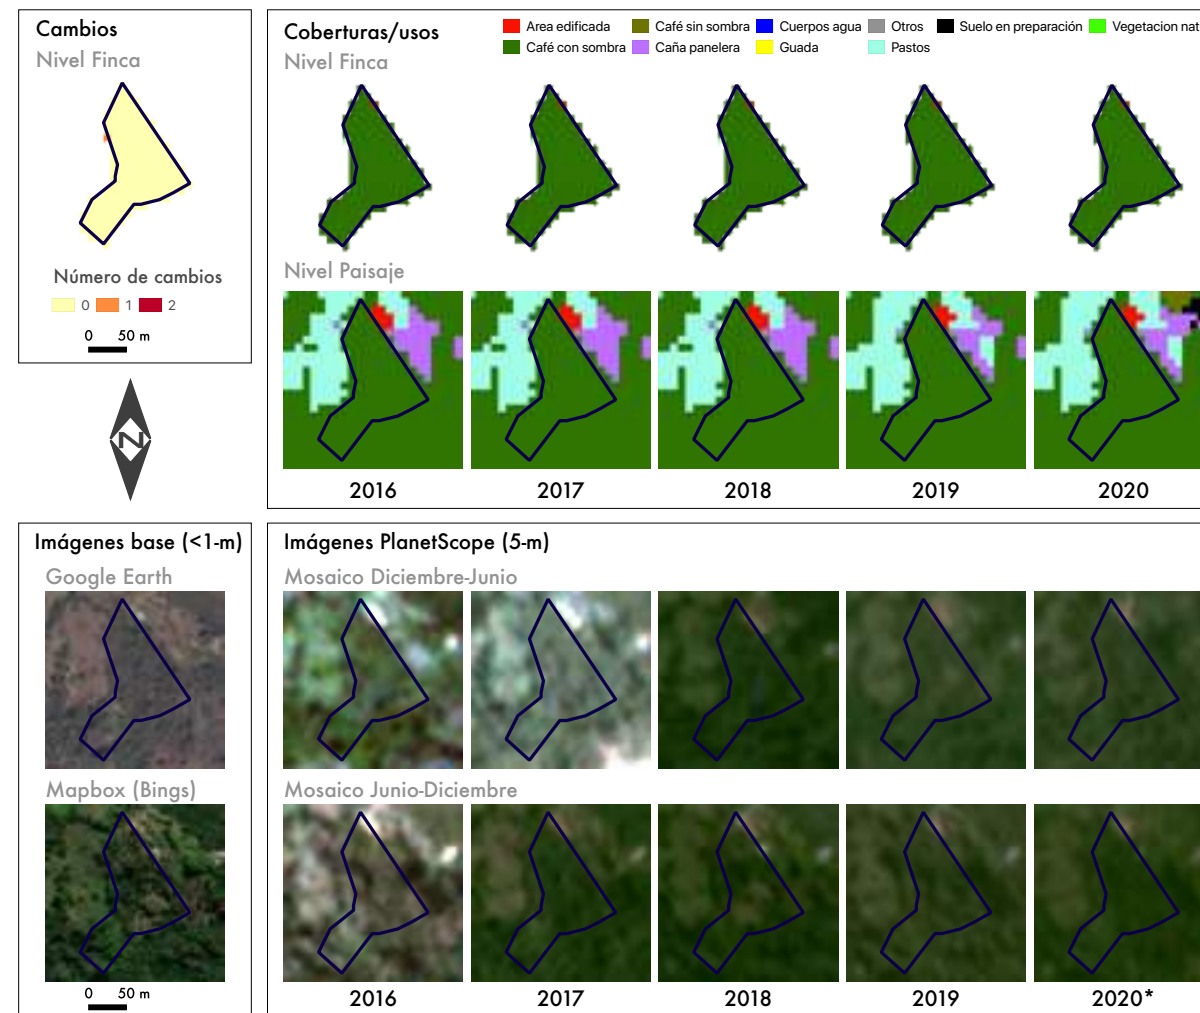 Cambios
Nivel Finca
Número de cambios
0 1 2
0 50 m
N
Coberturas/usos
Area edificada Café sin sombra Cuerpos agua Otros Suelo en preparación Vegetacion nat
Café con sombra Caña panelera Guada Pastos
Nivel Finca
Nivel Paisaje
2016 2017 2018 2019 2020
Imágenes base (<1-m)
Google Earth
Mapbox (Bings)
0 50 m
Imágenes PlanetScope (5-m)
Mosaico Diciembre-Junio
Mosaico Junio-Diciembre
2016 2017 2018 2019 2020*